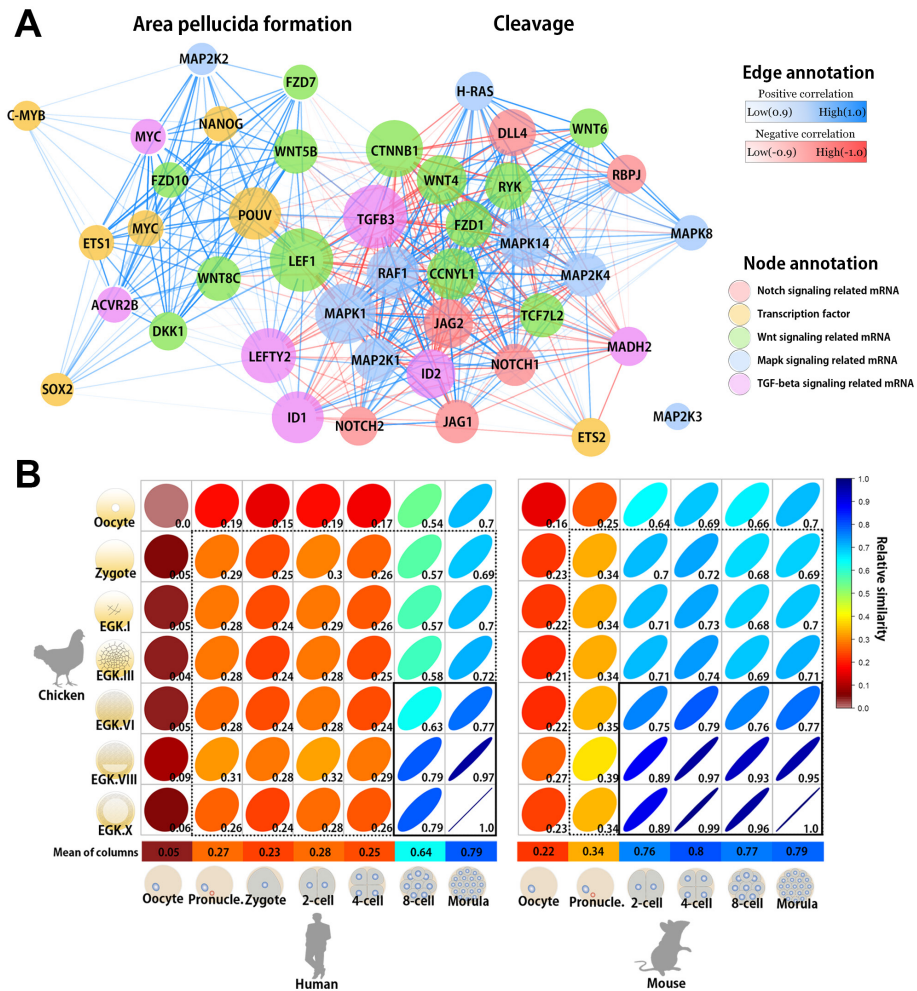 A
Area pellucida formation
Cleavage
MAP2K2
FZD7
H-RAS
C-MYB
MYC
NANOG
CTNNB1
DLL4
WNT6
WNT5B
FZD10
WNT4
RYK
RBPJ
POUV
TGFB3
MYC
ETS1
FZD1
MAPK14
MAPK8
LEF1
RAF1
CCNYL1
MAP2K4
WNT8C
ACVR2B
MAPK1
JAG2
TCF7L2
DKK1
LEFTY2
MAP2K1
ID2
NOTCH1
MADH2
SOX2
ID1
NOTCH2
JAG1
ETS2
MAP2K3
Edge annotation
Positive correlation
Low(0.9) High(1.0)
Negative correlation
Low(-0.9) High(-1.0)
Node annotation
Notch signaling related mRNA
Transcription factor
Wnt signaling related mRNA
Mapk signaling related mRNA
TGF-beta signaling related mRNA
B
Oocyte 0.0 0.19 0.15 0.19 0.17 0.54 0.7 0.16 0.25 0.64 0.69 0.66 0.7
Zygote 0.05 0.29 0.25 0.3 0.26 0.57 0.69 0.23 0.34 0.7 0.72 0.68 0.69
EGK.I 0.05 0.28 0.24 0.29 0.26 0.57 0.7 0.22 0.34 0.71 0.73 0.68 0.7
EGK.III 0.04 0.28 0.24 0.28 0.25 0.58 0.72 0.21 0.34 0.71 0.74 0.69 0.71
Chicken
EGK.VI 0.05 0.28 0.24 0.28 0.24 0.63 0.77 0.22 0.35 0.75 0.79 0.76 0.77
EGK.VIII 0.09 0.31 0.28 0.32 0.29 0.79 0.97 0.27 0.39 0.89 0.97 0.93 0.95
EGK.X 0.06 0.26 0.24 0.28 0.26 0.79 1.0 0.23 0.34 0.89 0.99 0.96 1.0
Mean of columns 0.05 0.27 0.23 0.28 0.25 0.64 0.79 0.22 0.34 0.76 0.8 0.77 0.79
Oocyte Pronucle. Zygote 2-cell 4-cell 8-cell Morula
Oocyte Pronucle. 2-cell 4-cell 8-cell Morula
Human
Mouse
1.0
0.9
0.8
0.7
0.6
0.5
0.4
0.3
0.2
0.1
0.0
Relative similarity